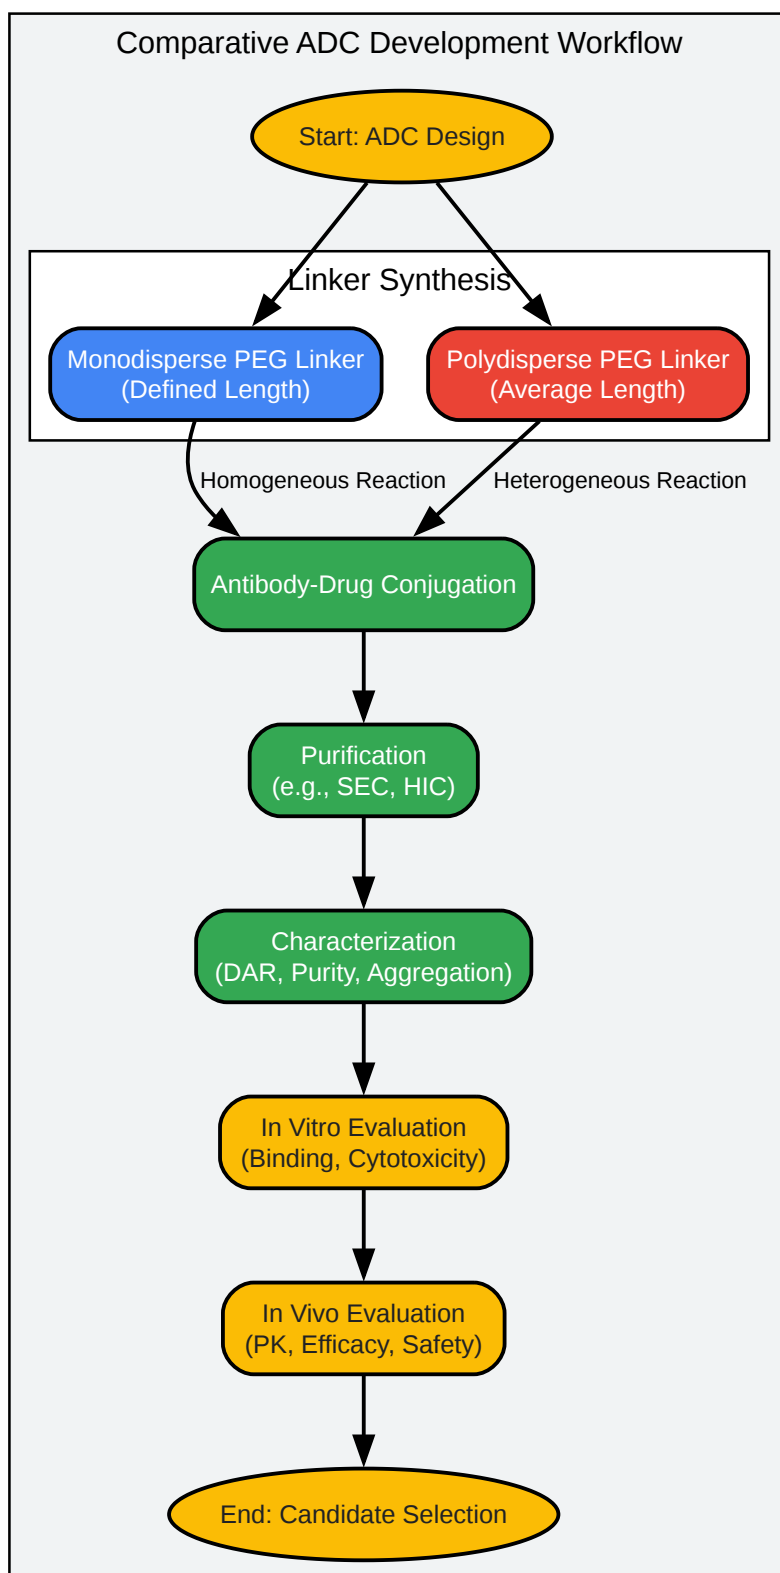 Comparative ADC Development Workflow
Start: ADC Design
Linker Synthesis
Monodisperse PEG Linker
(Defined Length)
Polydisperse PEG Linker
(Average Length)
Homogeneous Reaction
Heterogeneous Reaction
Antibody-Drug Conjugation
Purification
(e.g., SEC, HIC)
Characterization
(DAR, Purity, Aggregation)
In Vitro Evaluation
(Binding, Cytotoxicity)
In Vivo Evaluation
(PK, Efficacy, Safety)
End: Candidate Selection